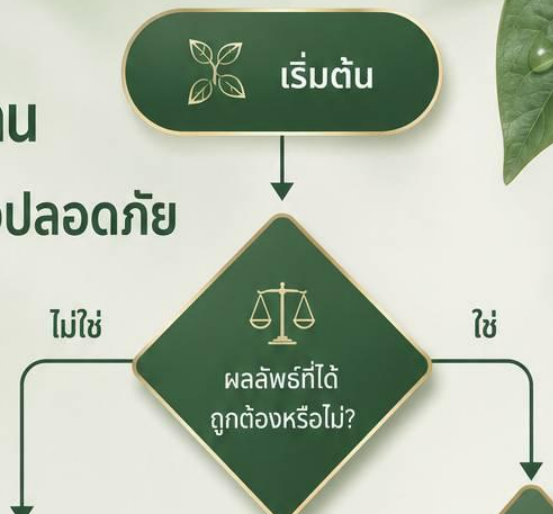 เริ่มต้น
ปลอดภัย
ไม่ใช่
ใช่
ผลลัพธ์ที่ได้
ถูกต้องหรือไม่?